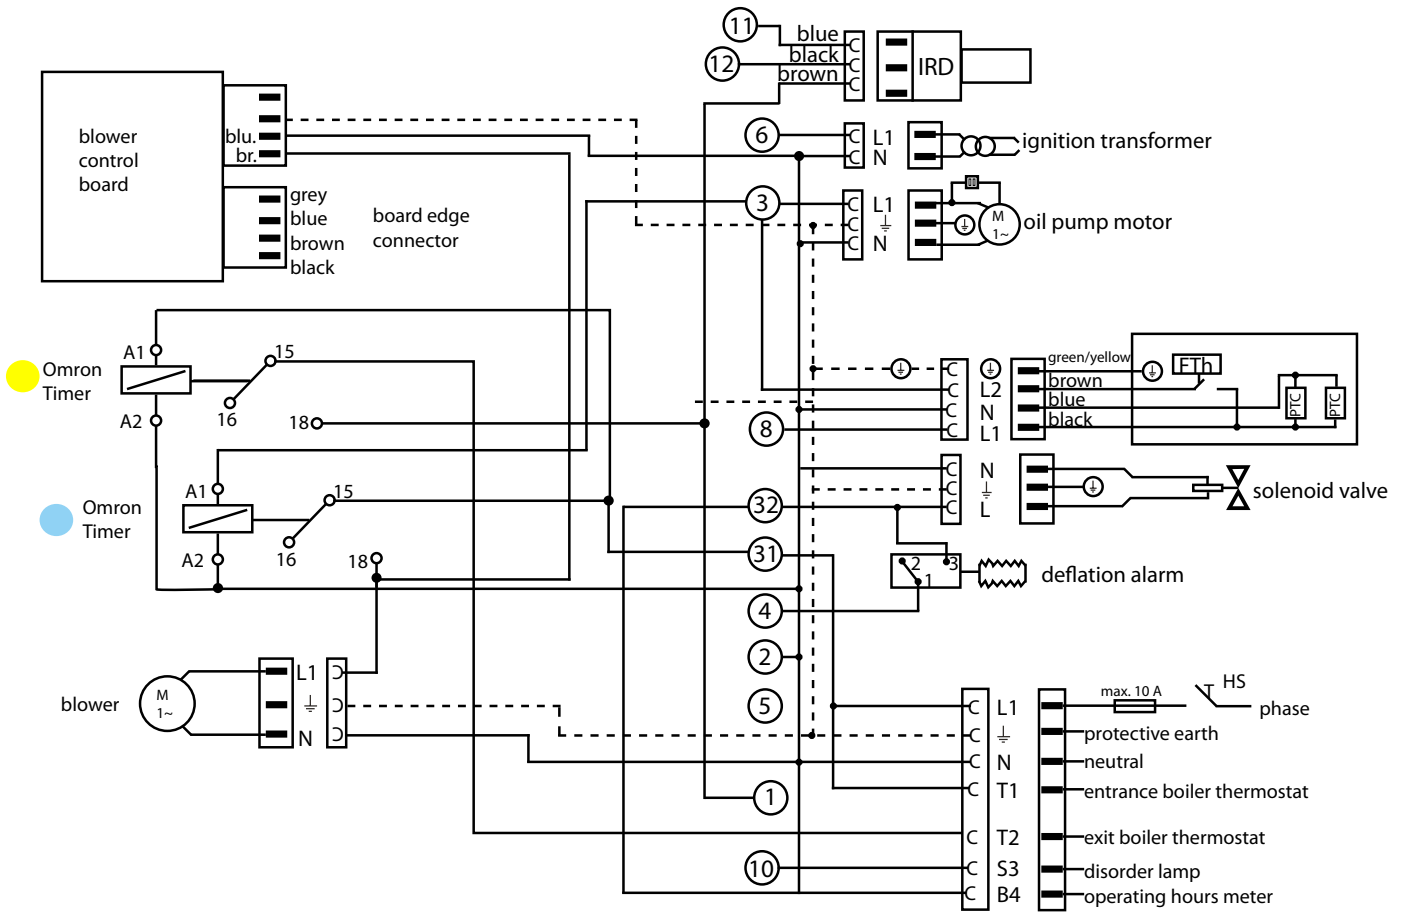 11
blue
black
12
brown
IRD
blower
control
board
blu.
br.
6
L1
N
ignition transformer
grey
blue
brown
black
board edge
connector
3
L1
N
M
1~
oil pump motor
A1
15
Omron
Timer
A2
16
18
green/yellow
FTh
brown
L2
blue
N
PTC
PTC
8
L1
black
N
A1
15
Omron
Timer
32
L
solenoid valve
A2
16
18
31
2
3
1
deflation alarm
4
2
blower
M
1~
L1
N
5
L1
max. 10 A
HS
phase
protective earth
N
neutral
1
T1
entrance boiler thermostat
T2
exit boiler thermostat
10
S3
disorder lamp
B4
operating hours meter